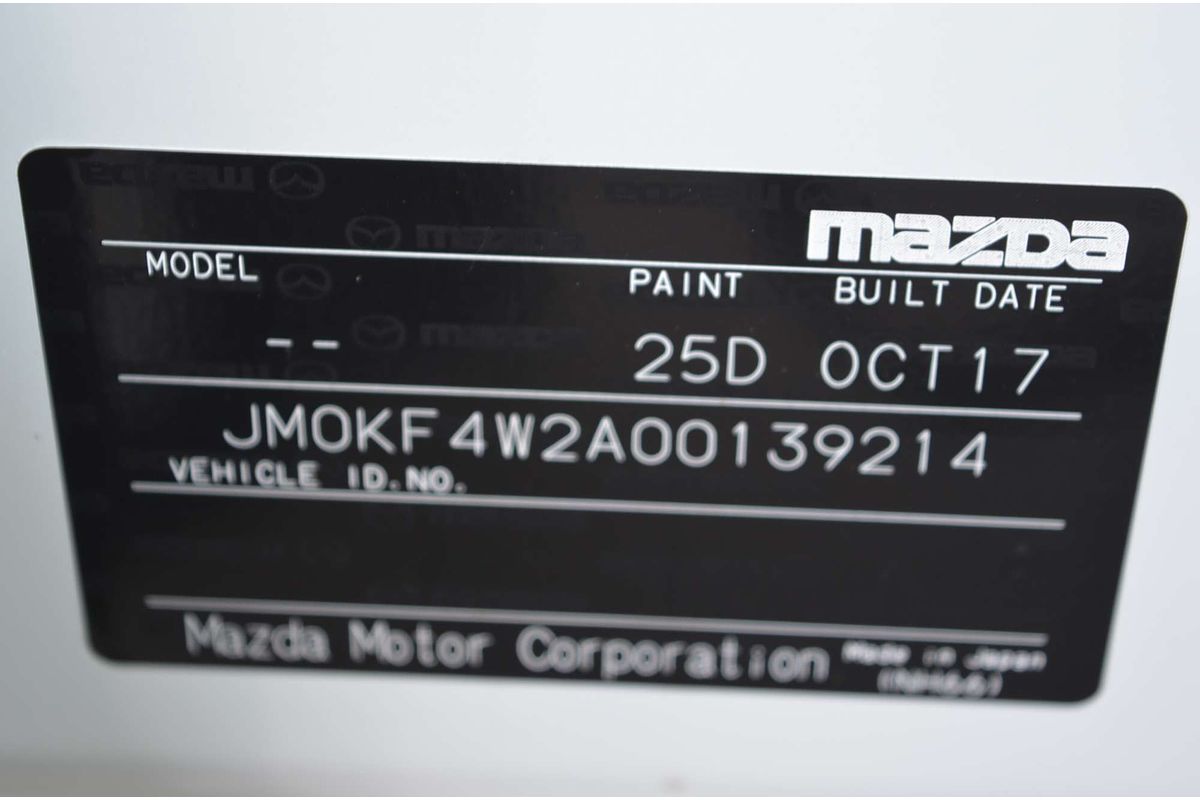 mazda
MODEL PAINT BUILT DATE
-- 25D OCT17
JM0KF4W2A00139214
VEHICLE ID.NO.
Mazda Motor Corporation Made in Japan